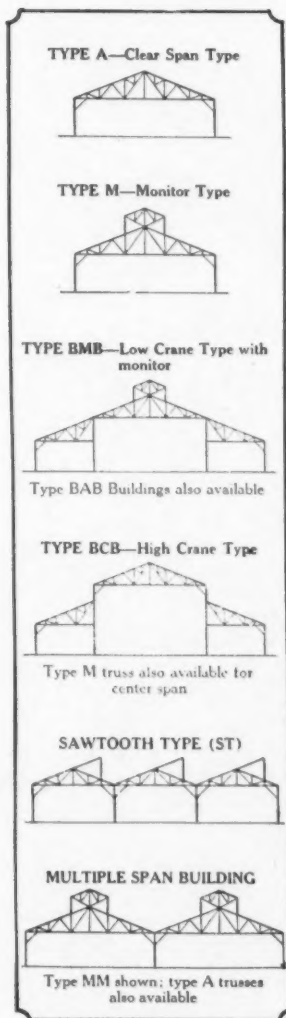 TYPE A—Clear Span Type
TYPE M—Monitor Type
TYPE BMB—Low Crane Type with
monitor
Type BAB Buildings also available
TYPE BCB—High Crane Type
Type M truss also available for
center span
SAWTOOTH TYPE (ST)
MULTIPLE SPAN BUILDING
Type MM shown; type A trusses
also available